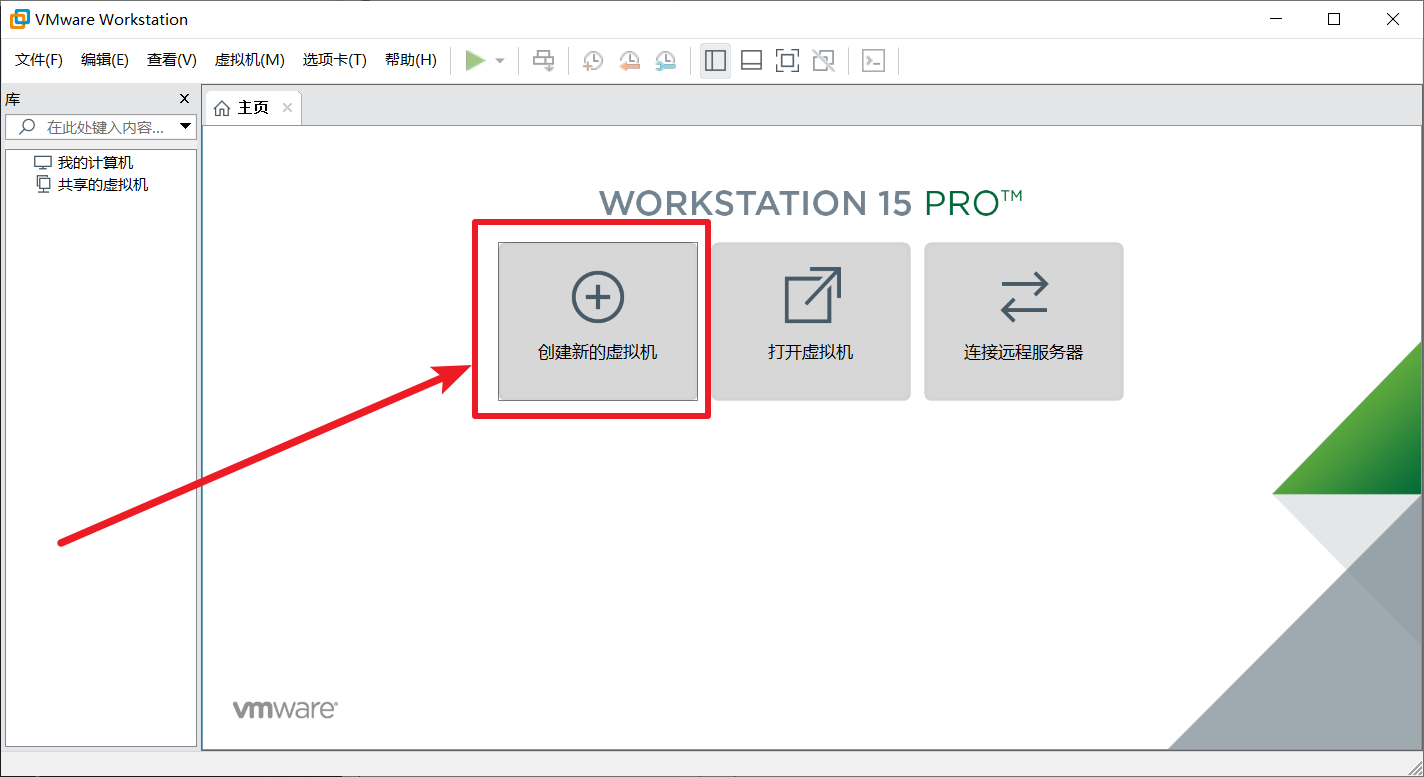 VMware Workstation
文件(F) 编辑(E) 查看(V) 虚拟机(M) 选项卡(T) 帮助(H)
库
在此处键入内容...
我的计算机
共享的虚拟机
主页
WORKSTATION 15 PRO™
创建新的虚拟机
打开虚拟机
连接远程服务器
vmware®